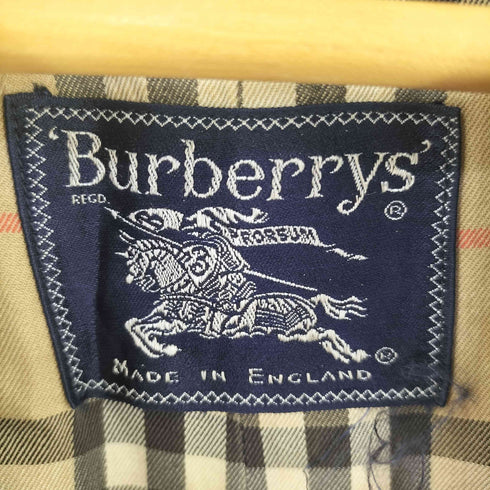 'Burberrys'
®
REGD.
PRORSUM
®
MADE IN ENGLAND